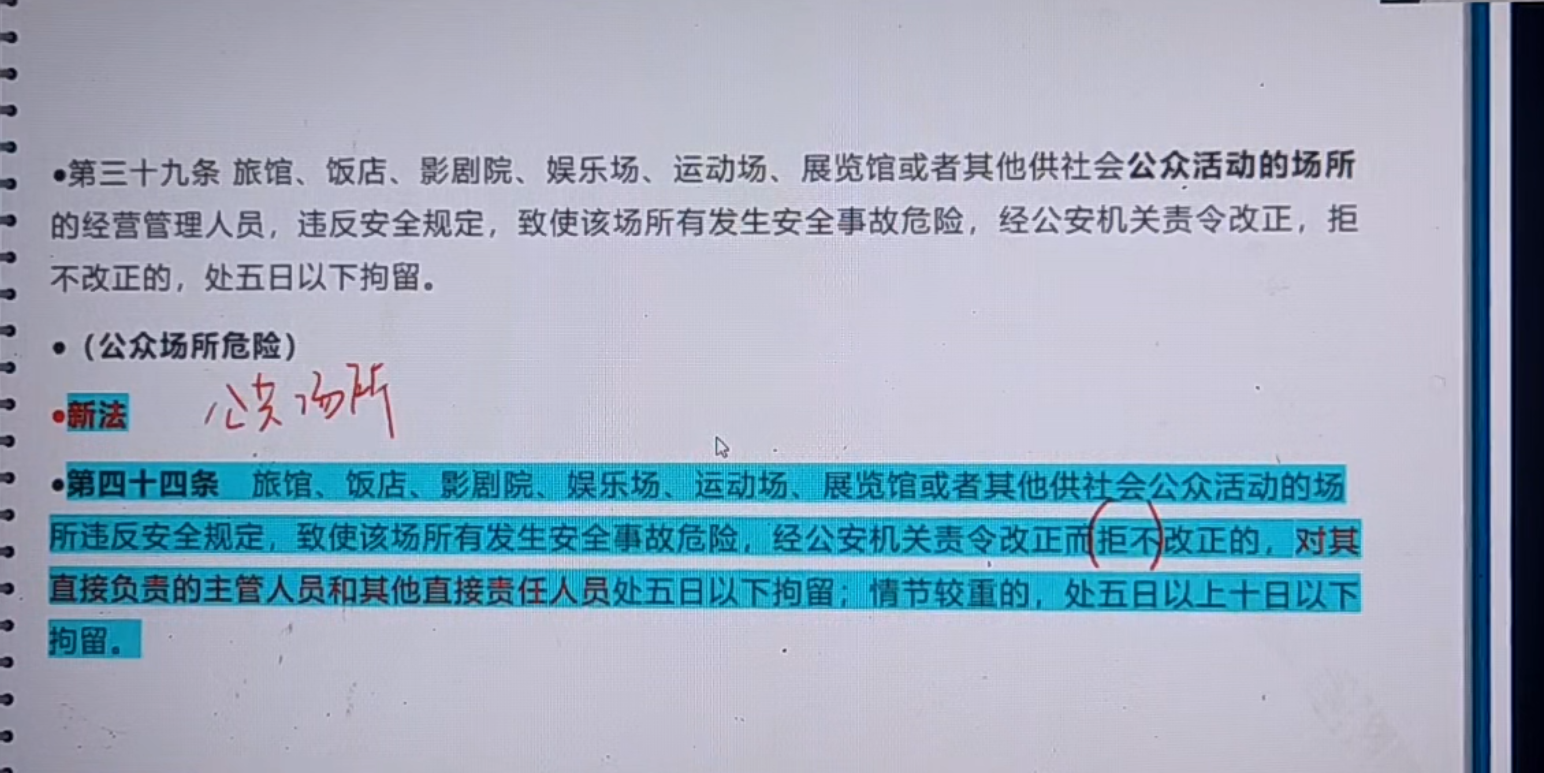 •第三十九条 旅馆、饭店、影剧院、娱乐场、运动场、展览馆或者其他供社会公众活动的场所
的经营管理人员，违反安全规定，致使该场所有发生安全事故危险，经公安机关责令改正，拒
不改正的，处五日以下拘留。
•（公众场所危险）
•新法 公共场所
•第四十四条 旅馆、饭店、影剧院、娱乐场、运动场、展览馆或者其他供社会公众活动的场
所违反安全规定，致使该场所有发生安全事故危险，经公安机关责令改正而拒不改正的，对其
直接负责的主管人员和其他直接责任人员处五日以下拘留；情节较重的，处五日以上十日以下
拘留。